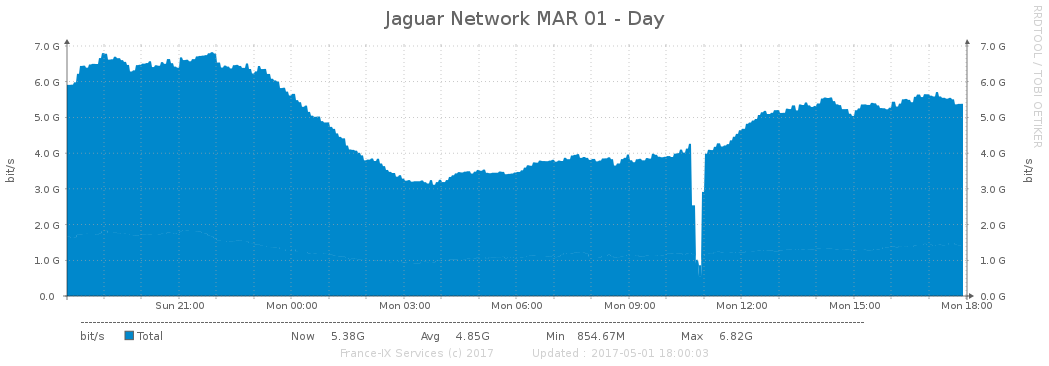 Jaguar Network MAR 01 - Day
RRDTOOL / TOBI OETIKER
bit/s
7.0 G
6.0 G
5.0 G
4.0 G
3.0 G
2.0 G
1.0 G
0.0
7.0 G
6.0 G
5.0 G
4.0 G
3.0 G
2.0 G
1.0 G
0.0 G
bit/s
Sun 21:00 Mon 00:00 Mon 03:00 Mon 06:00 Mon 09:00 Mon 12:00 Mon 15:00 Mon 18:00
bit/s Total Now 5.38G Avg 4.85G Min 854.67M Max 6.82G
France-IX Services (c) 2017 Updated : 2017-05-01 18:00:03